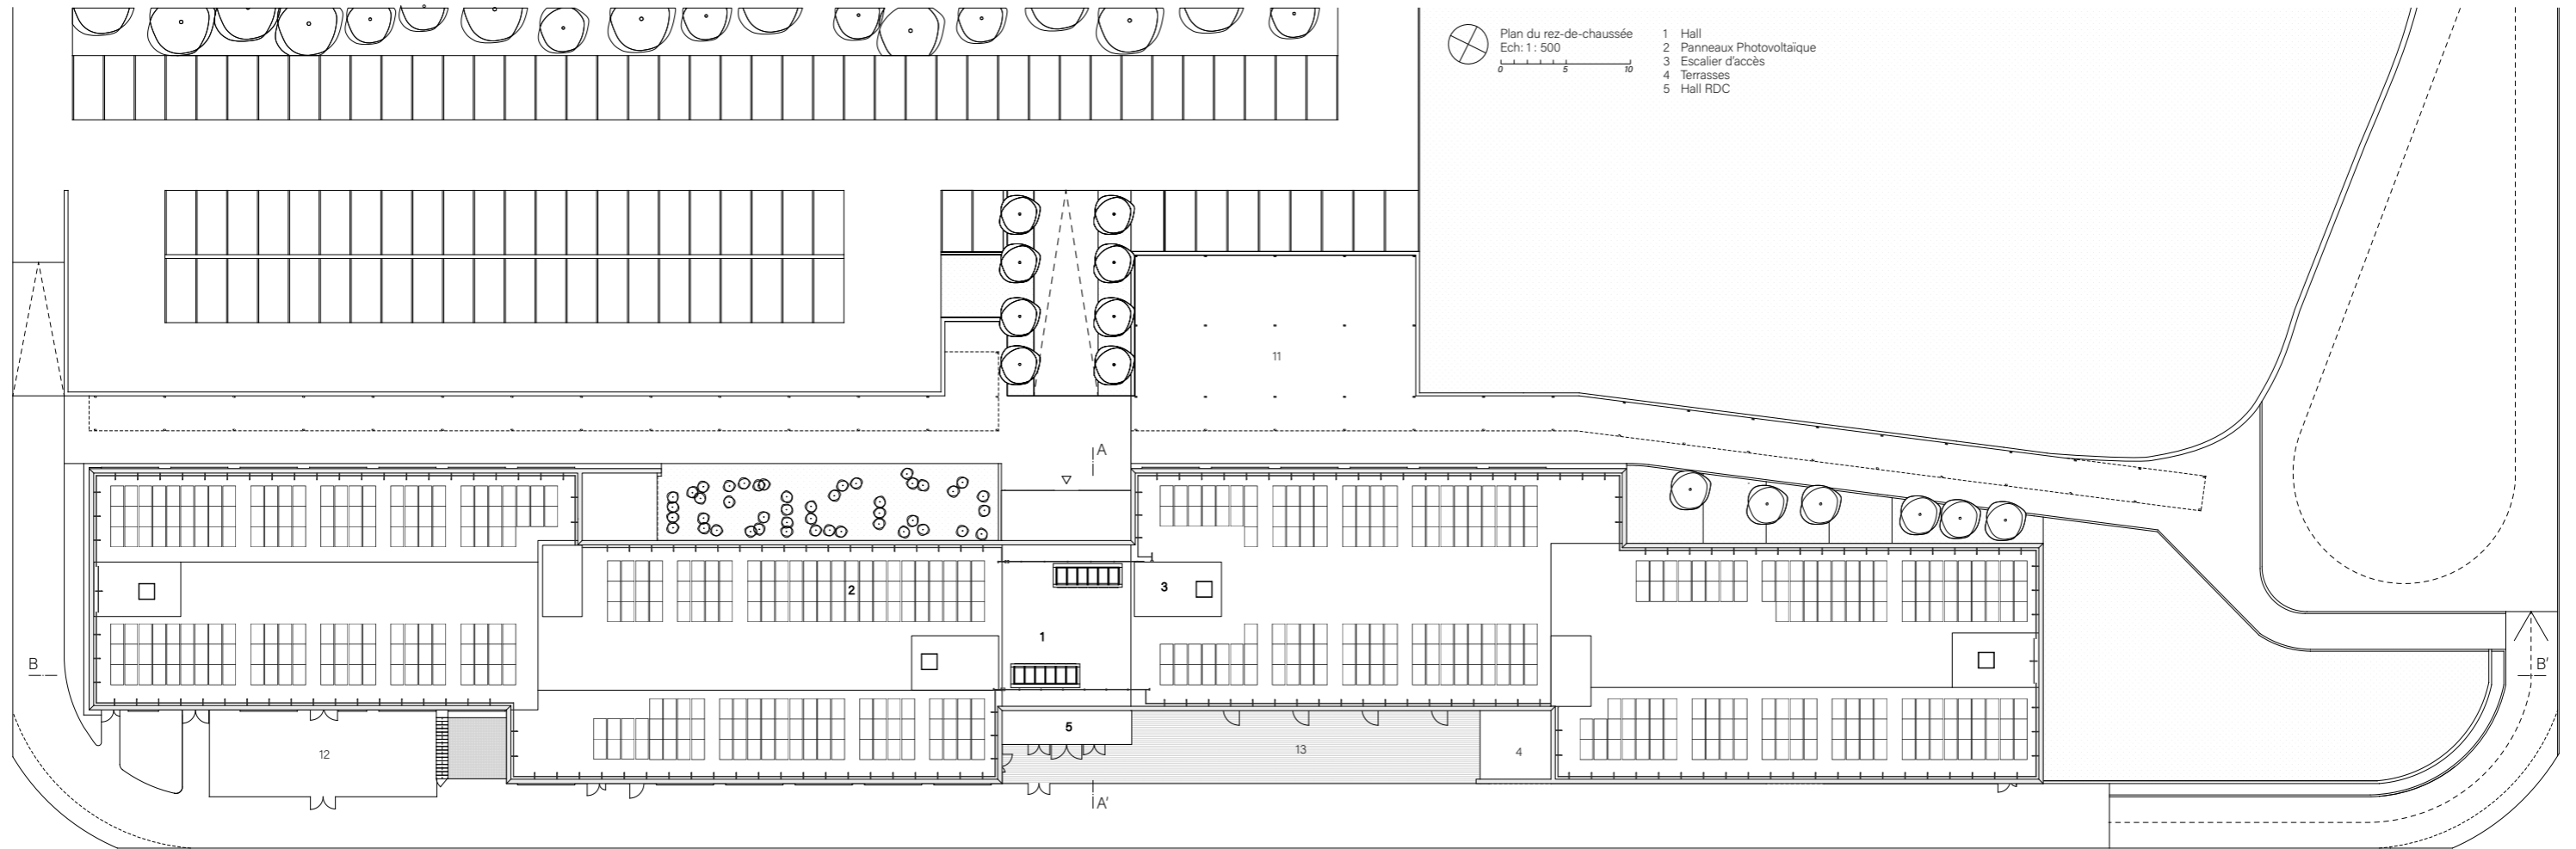 Plan du rez-de-chaussée
Ech: 1 : 500
0 5 10
1 Hall
2 Panneaux Photovoltaïque
3 Escalier d'accès
4 Terrasses
5 Hall RDC
11
A
2
3
1
B
B'
5
12
13
4
A'